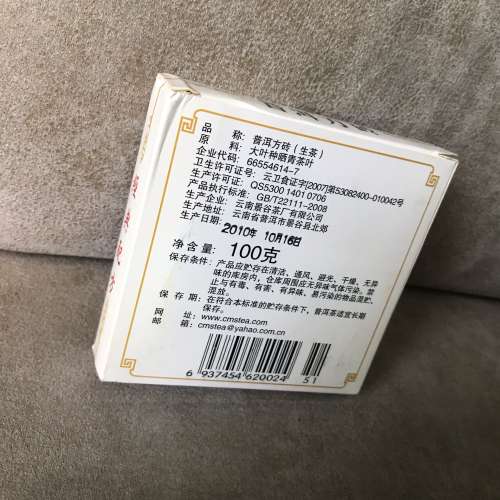 品　　称：普洱方砖（生茶）
原　　料：大叶种晒青茶叶
企业代码：66554614-7
卫生许可证号：云卫食证字[2007]第53082400-010042号
生产许可证：QS5300 1401 0706
产品执行标准：GB/T22111-2008
生产企业：云南景谷茶厂有限公司
生产地址：云南省普洱市景谷县北郊
生产日期：
2010年 10月16日
净含量：100克
保存条件：产品应贮存在清洁、通风、避光、干燥、无异
味的库房内，仓库周围应无异味气体污染。禁
止与有毒、有害、有异味、易污染的物品混贮、
混放。
保 存 期：在符合本标准的贮存条件下，普洱茶适宜长期
保存。
网　　址：www.cmstea.com
邮　　箱：cmstea@yahoo.com.cn
6 937454 620024 51